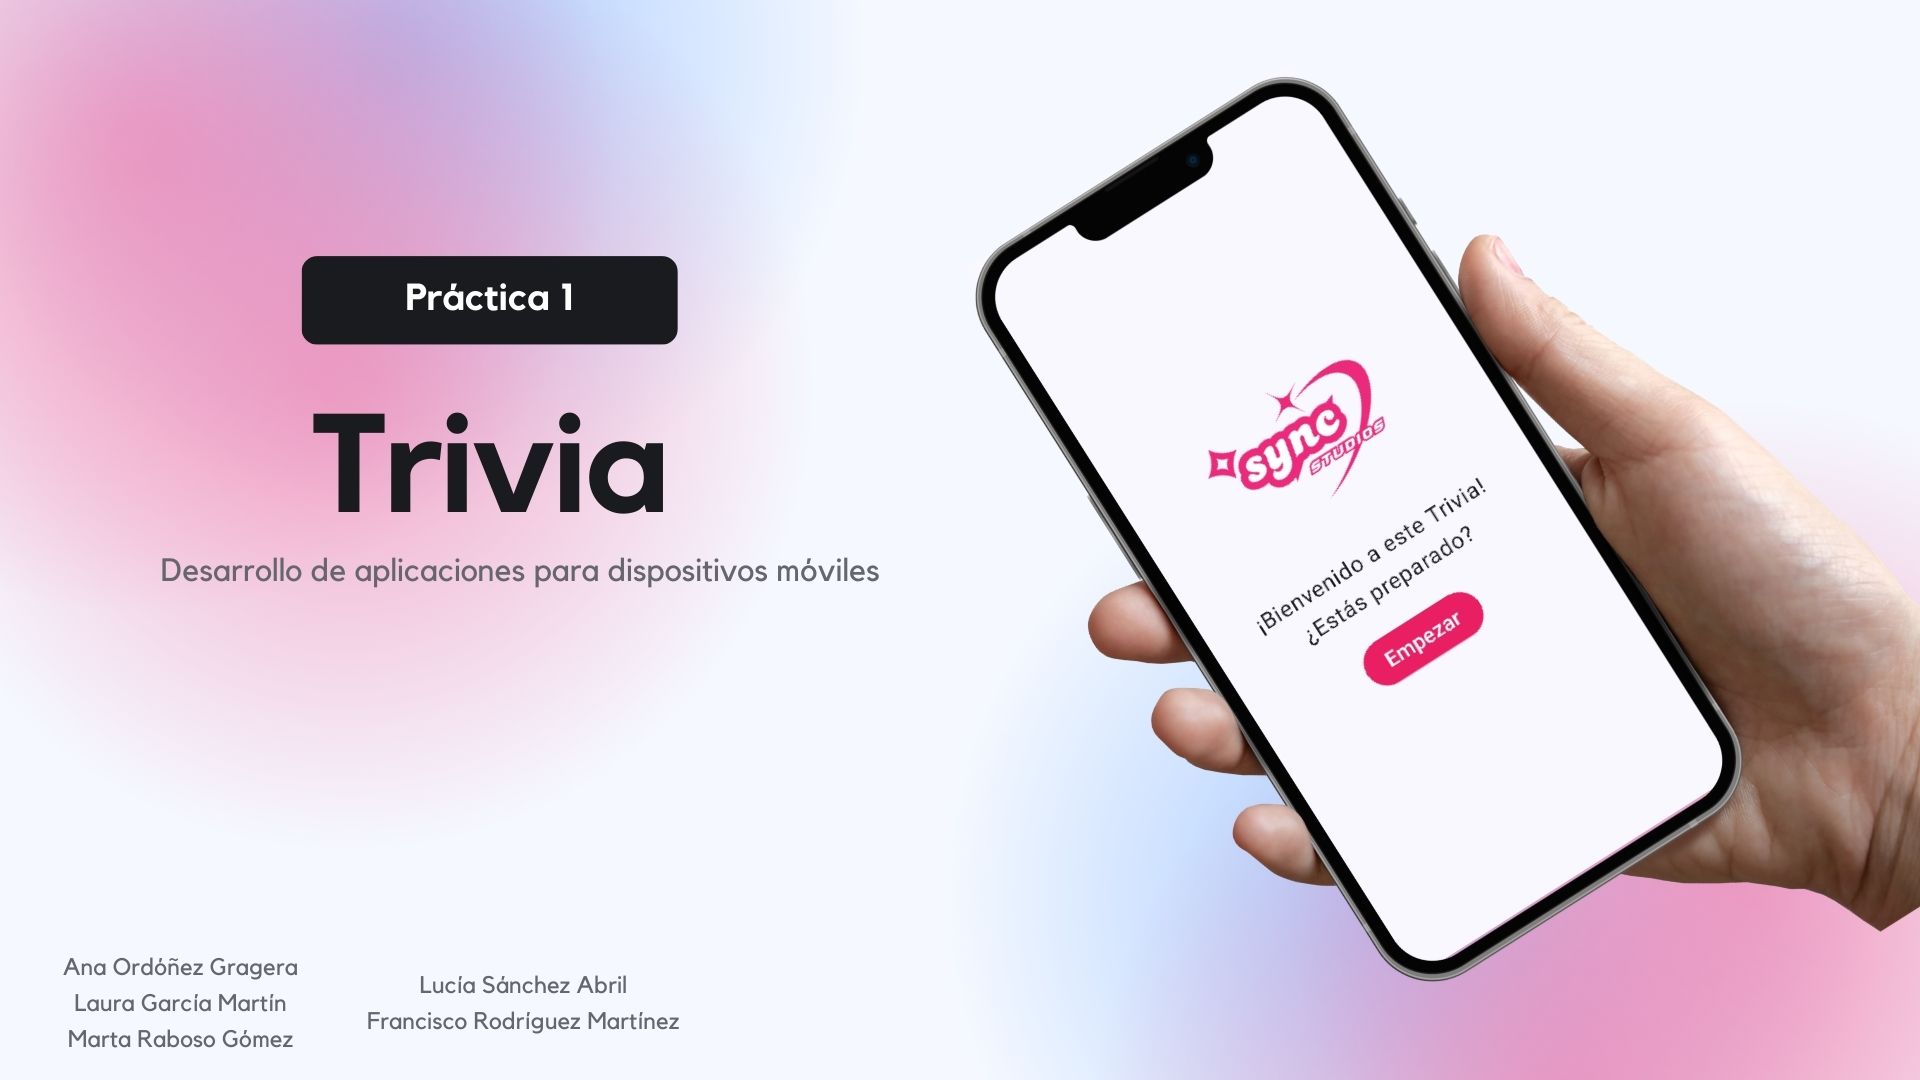 Práctica 1
Trivia
Desarrollo de aplicaciones para dispositivos móviles
sync
STUDIOS
¡Bienvenido a este Trivia!
¿Estás preparado?
Empezar
Ana Ordóñez Gragera
Laura García Martín
Marta Raboso Gómez
Lucía Sánchez Abril
Francisco Rodríguez Martínez